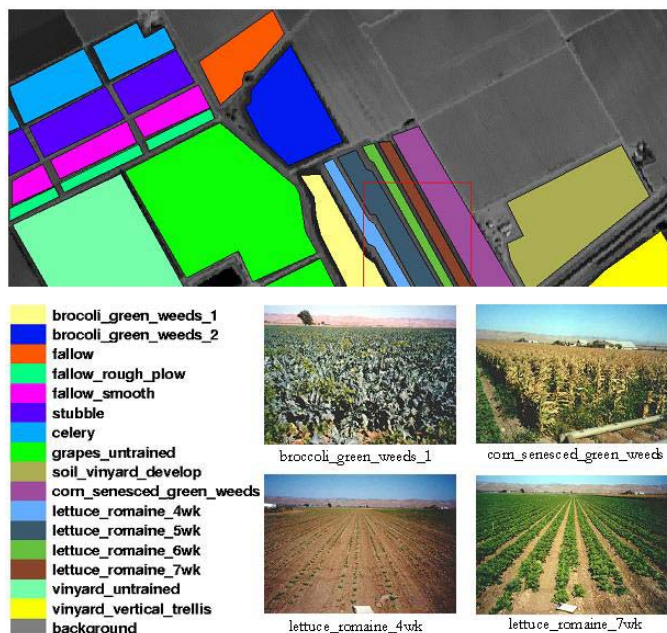 brocoli_green_weeds_1
brocoli_green_weeds_2
fallow
fallow_rough_plow
fallow_smooth
stubble
celery
grapes_untrained
soil_vinyard_develop
corn_senesced_green_weeds
lettuce_romaine_4wk
lettuce_romaine_5wk
lettuce_romaine_6wk
lettuce_romaine_7wk
vinyard_untrained
vinyard_vertical_trellis
background
broccoli_green_weeds_1
corn_senesced_green_weeds
lettuce_romaine_4wk
lettuce_romaine_7wk